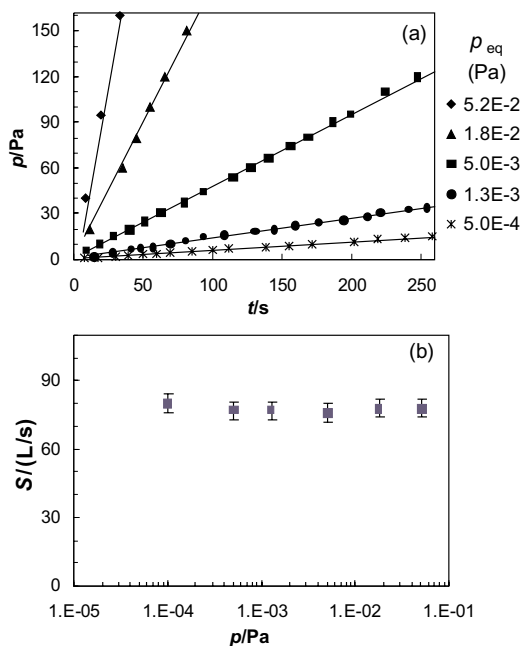 (a)
p eq
(Pa)
5.2E-2
1.8E-2
5.0E-3
1.3E-3
5.0E-4
p/Pa
150
120
90
60
30
0
0 50 100 150 200 250
t/s
(b)
S/(L/s)
90
60
30
0
1.E-05 1.E-04 1.E-03 1.E-02 1.E-01
p/Pa